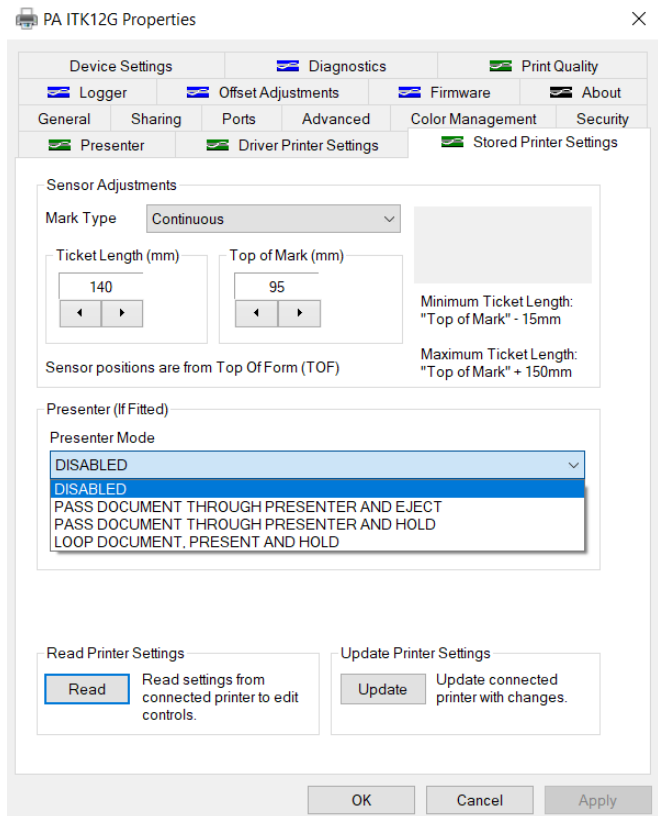 PA ITK12G Properties
Device Settings
Diagnostics
Print Quality
Logger
Offset Adjustments
Firmware
About
General
Sharing
Ports
Advanced
Color Management
Security
Presenter
Driver Printer Settings
Stored Printer Settings
Sensor Adjustments
Mark Type
Continuous
Ticket Length (mm)
140
Top of Mark (mm)
95
Minimum Ticket Length:
"Top of Mark" - 15mm
Maximum Ticket Length:
"Top of Mark" + 150mm
Sensor positions are from Top Of Form (TOF)
Presenter (If Fitted)
Presenter Mode
DISABLED
DISABLED
PASS DOCUMENT THROUGH PRESENTER AND EJECT
PASS DOCUMENT THROUGH PRESENTER AND HOLD
LOOP DOCUMENT, PRESENT AND HOLD
Read Printer Settings
Read
Read settings from
connected printer to edit
controls.
Update Printer Settings
Update
Update connected
printer with changes.
OK
Cancel
Apply